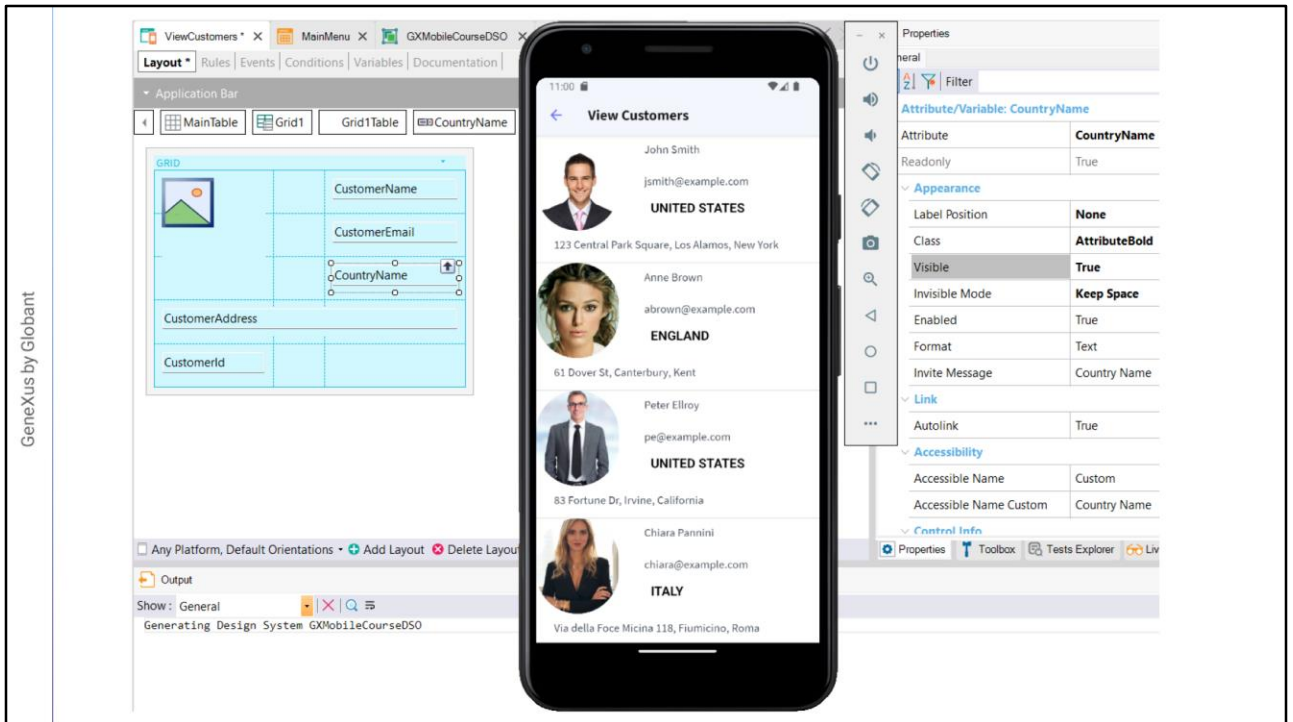 GeneXus by Globant
ViewCustomers * X MainMenu X GXMobileCourseDSO X
Layout * Rules Events Conditions Variables Documentation
Application Bar
MainTable Grid1 Grid1Table CountryName
GRID
CustomerName
CustomerEmail
CountryName
CustomerAddress
CustomerId
Any Platform, Default Orientations Add Layout Delete Layou
Output
Show : General
Generating Design System GXMobileCourseDSO
11:00
View Customers
John Smith
jsmith@example.com
UNITED STATES
123 Central Park Square, Los Alamos, New York
Anne Brown
abrown@example.com
ENGLAND
61 Dover St, Canterbury, Kent
Peter Ellroy
pe@example.com
UNITED STATES
83 Fortune Dr, Irvine, California
Chiara Pannini
chiara@example.com
ITALY
Via della Foce Micina 118, Fiumicino, Roma
Properties
neral
Filter
Attribute/Variable: CountryName
Attribute CountryName
Readonly True
Appearance
Label Position None
Class AttributeBold
Visible True
Invisible Mode Keep Space
Enabled True
Format Text
Invite Message Country Name
Link
Autolink True
Accessibility
Accessible Name Custom
Accessible Name Custom Country Name
Control Info
Properties Toolbox Tests Explorer Liv